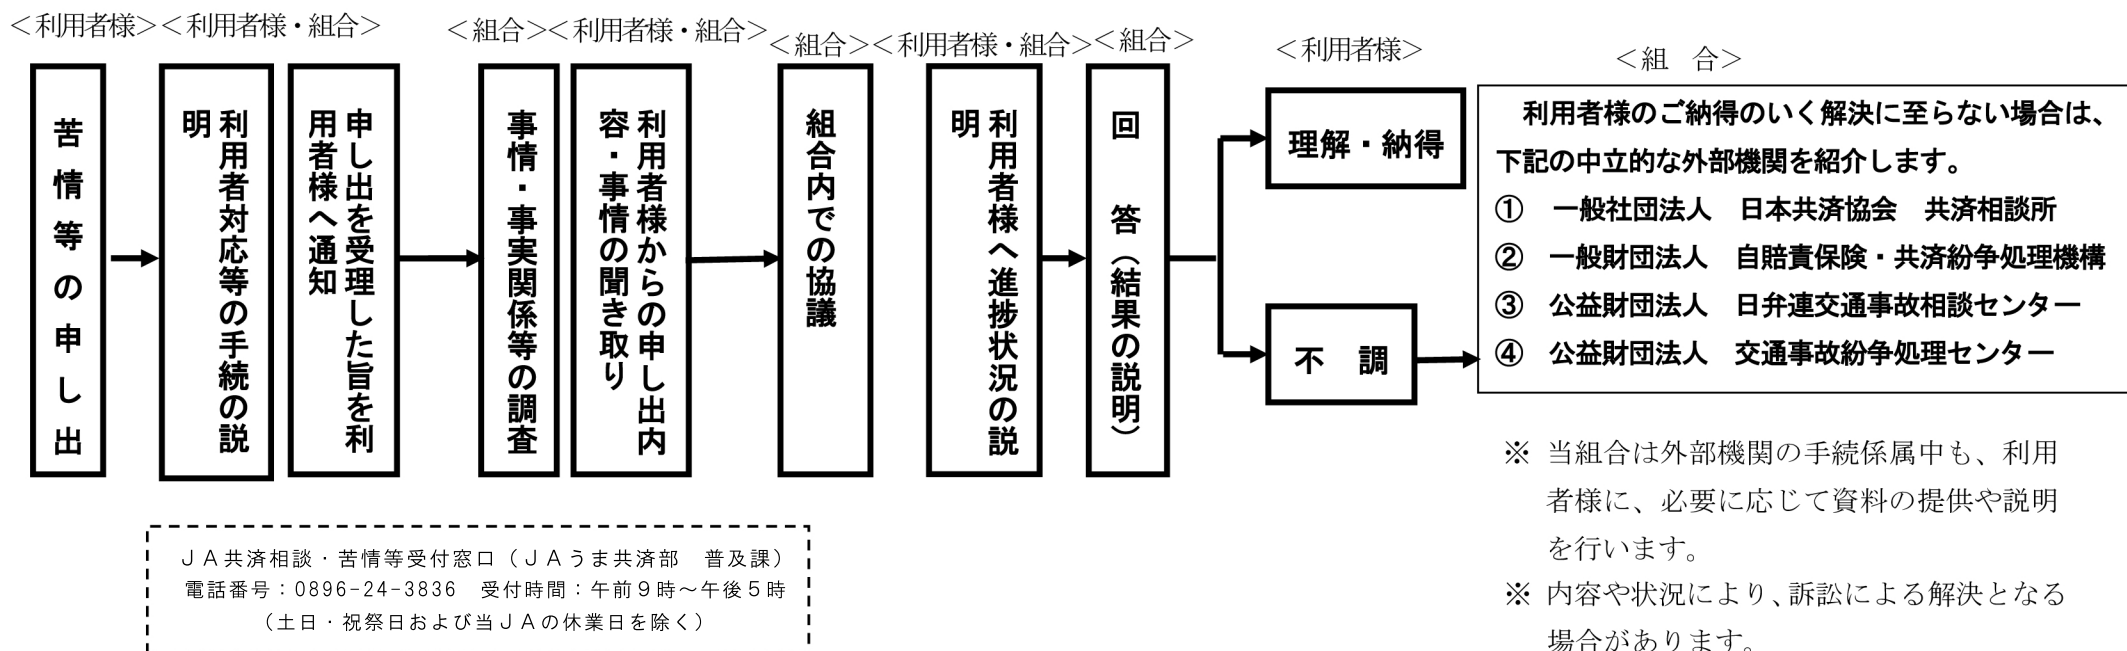 ＜利用者様＞
＜利用者様・組合＞
＜組合＞
＜利用者様・組合＞
＜組合＞
＜利用者様・組合＞
＜組合＞
＜利用者様＞
＜組　合＞
苦情等の申し出
利用者対応等の手続の説
明
申し出を受理した旨を利
用者様へ通知
事情・事実関係等の調査
利用者様からの申し出内
容・事情の聞き取り
組合内での協議
利用者様へ進捗状況の説
明
回　答（結果の説明）
理解・納得
不　調
利用者様のご納得のいく解決に至らない場合は、
下記の中立的な外部機関を紹介します。
①　一般社団法人　日本共済協会　共済相談所
②　一般財団法人　自賠責保険・共済紛争処理機構
③　公益財団法人　日弁連交通事故相談センター
④　公益財団法人　交通事故紛争処理センター
※ 当組合は外部機関の手続係属中も、利用
者様に、必要に応じて資料の提供や説明
を行います。
※ 内容や状況により、訴訟による解決となる
場合があります。
ＪＡ共済相談・苦情等受付窓口（ＪＡうま共済部　普及課）
電話番号：0896-24-3836　受付時間：午前９時～午後５時
（土日・祝祭日および当ＪＡの休業日を除く）